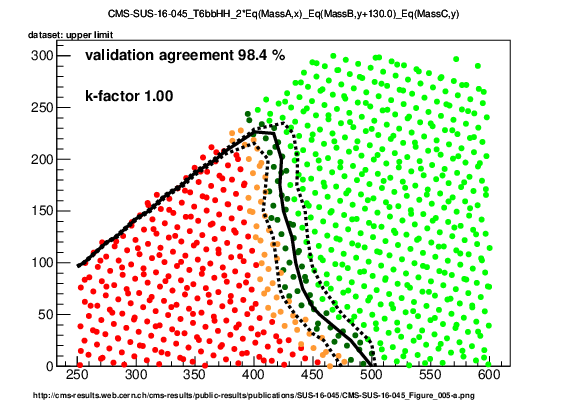 CMS-SUS-16-045_T6bbHH_2*Eq(MassA,x)_Eq(MassB,y+130.0)_Eq(MassC,y)
dataset: upper limit
validation agreement 98.4 %
k-factor 1.00
300
250
200
150
100
50
0
250 300 350 400 450 500 550 600
http://cms-results.web.cern.ch/cms-results/public-results/publications/SUS-16-045/CMS-SUS-16-045_Figure_005-a.png